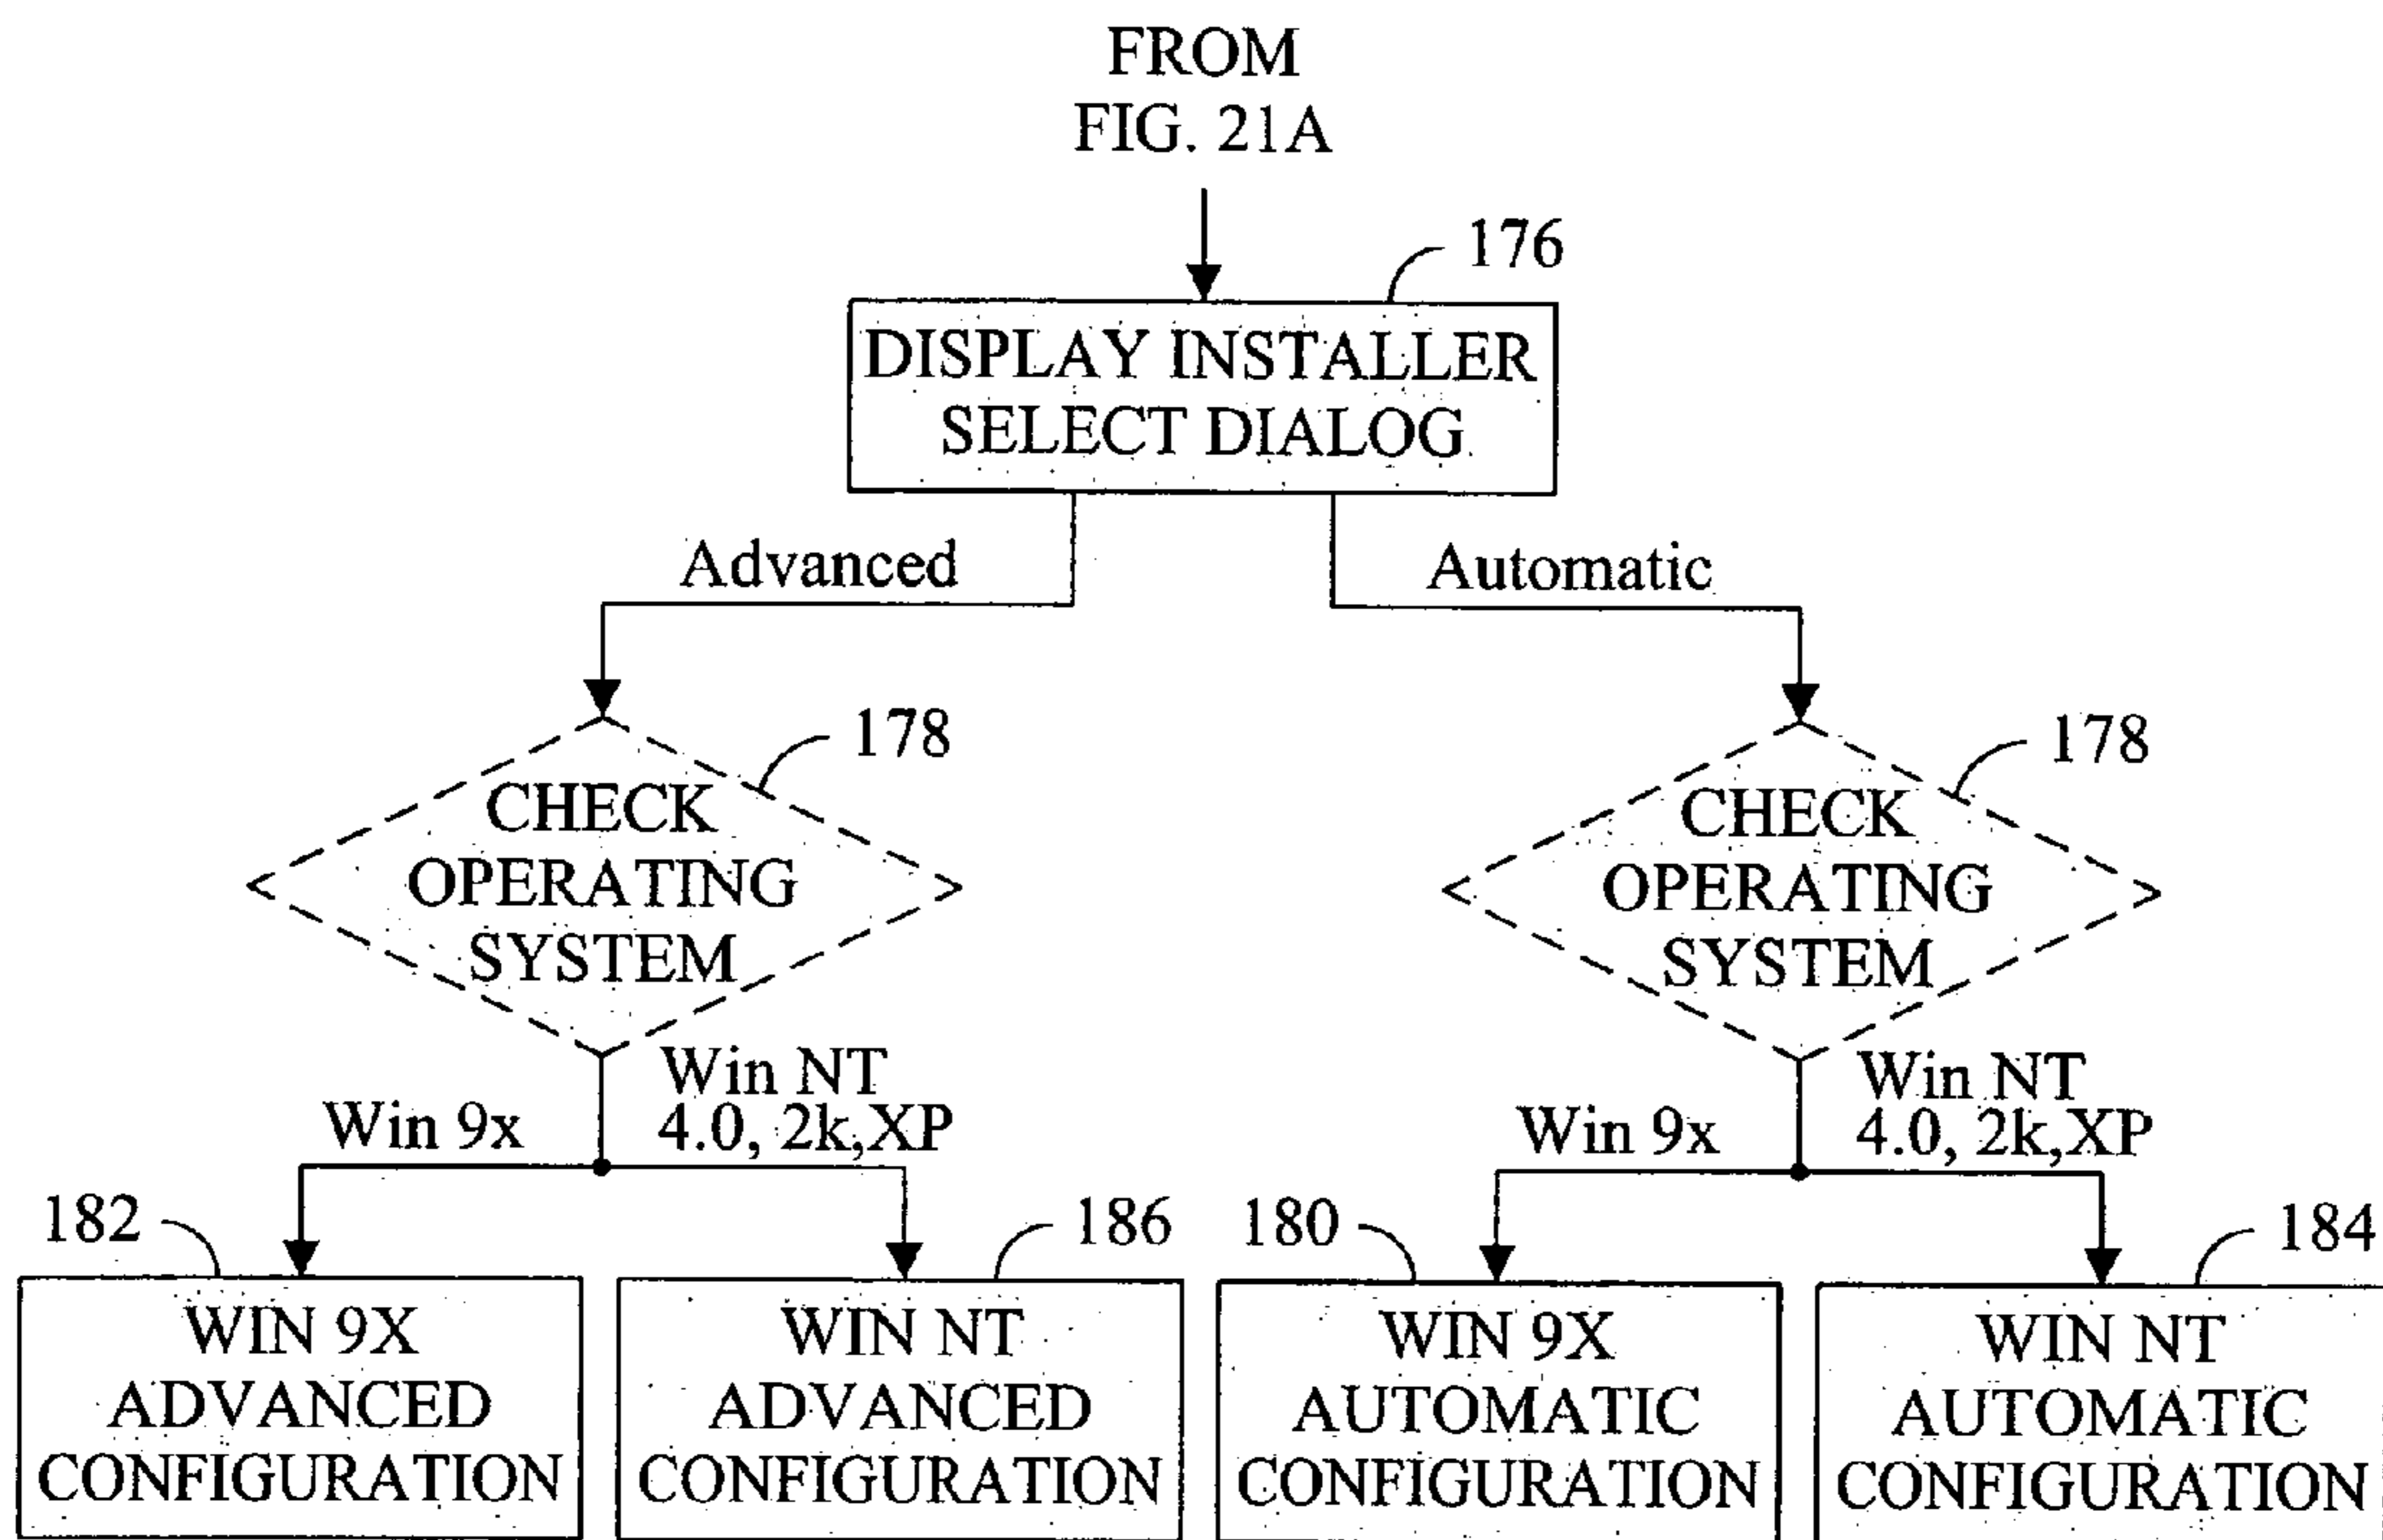 FROM
FIG. 21A
176
DISPLAY INSTALLER
SELECT DIALOG
Advanced
Automatic
178
CHECK
OPERATING
SYSTEM
178
CHECK
OPERATING
SYSTEM
Win 9x
Win NT
4.0, 2k,XP
Win 9x
Win NT
4.0, 2k,XP
182
WIN 9X
ADVANCED
CONFIGURATION
186
WIN NT
ADVANCED
CONFIGURATION
180
WIN 9X
AUTOMATIC
CONFIGURATION
184
WIN NT
AUTOMATIC
CONFIGURATION